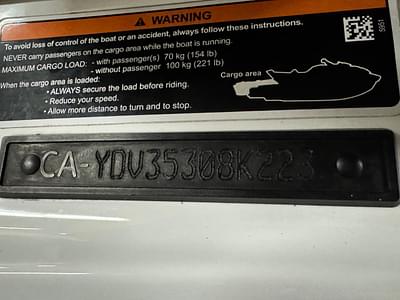 WARNING
To avoid loss of control of the boat or an accident, always follow these instructions.
NEVER carry passengers on the cargo area while the boat is running.
MAXIMUM CARGO LOAD: - with passenger(s) 70 kg (154 lb)
- without passenger 100 kg (221 lb)
When the cargo area is loaded:
• ALWAYS secure the load before riding.
• Reduce your speed.
• Allow more distance to turn and to stop.
Cargo area
5951
CA-YDV35308K223